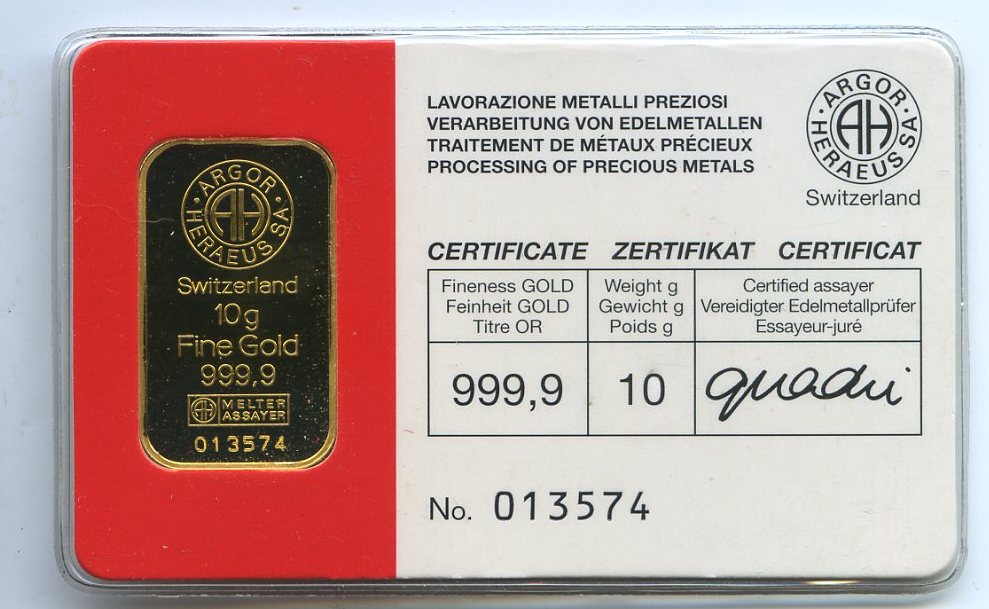 ARGOR
HERAEUS SA
AH
Switzerland
10g
Fine Gold
999,9
AH MELTER
ASSAYER
013574
LAVORAZIONE METALLI PREZIOSI
VERARBEITUNG VON EDELMETALLEN
TRAITEMENT DE MÉTAUX PRÉCIEUX
PROCESSING OF PRECIOUS METALS
ARGOR
HERAEUS SA
AH
Switzerland
CERTIFICATE ZERTIFIKAT CERTIFICAT
Fineness GOLD
Feinheit GOLD
Titre OR
Weight g
Gewicht g
Poids g
Certified assayer
Vereidigter Edelmetallprüfer
Essayeur-juré
999,9
10
quadri
No. 013574